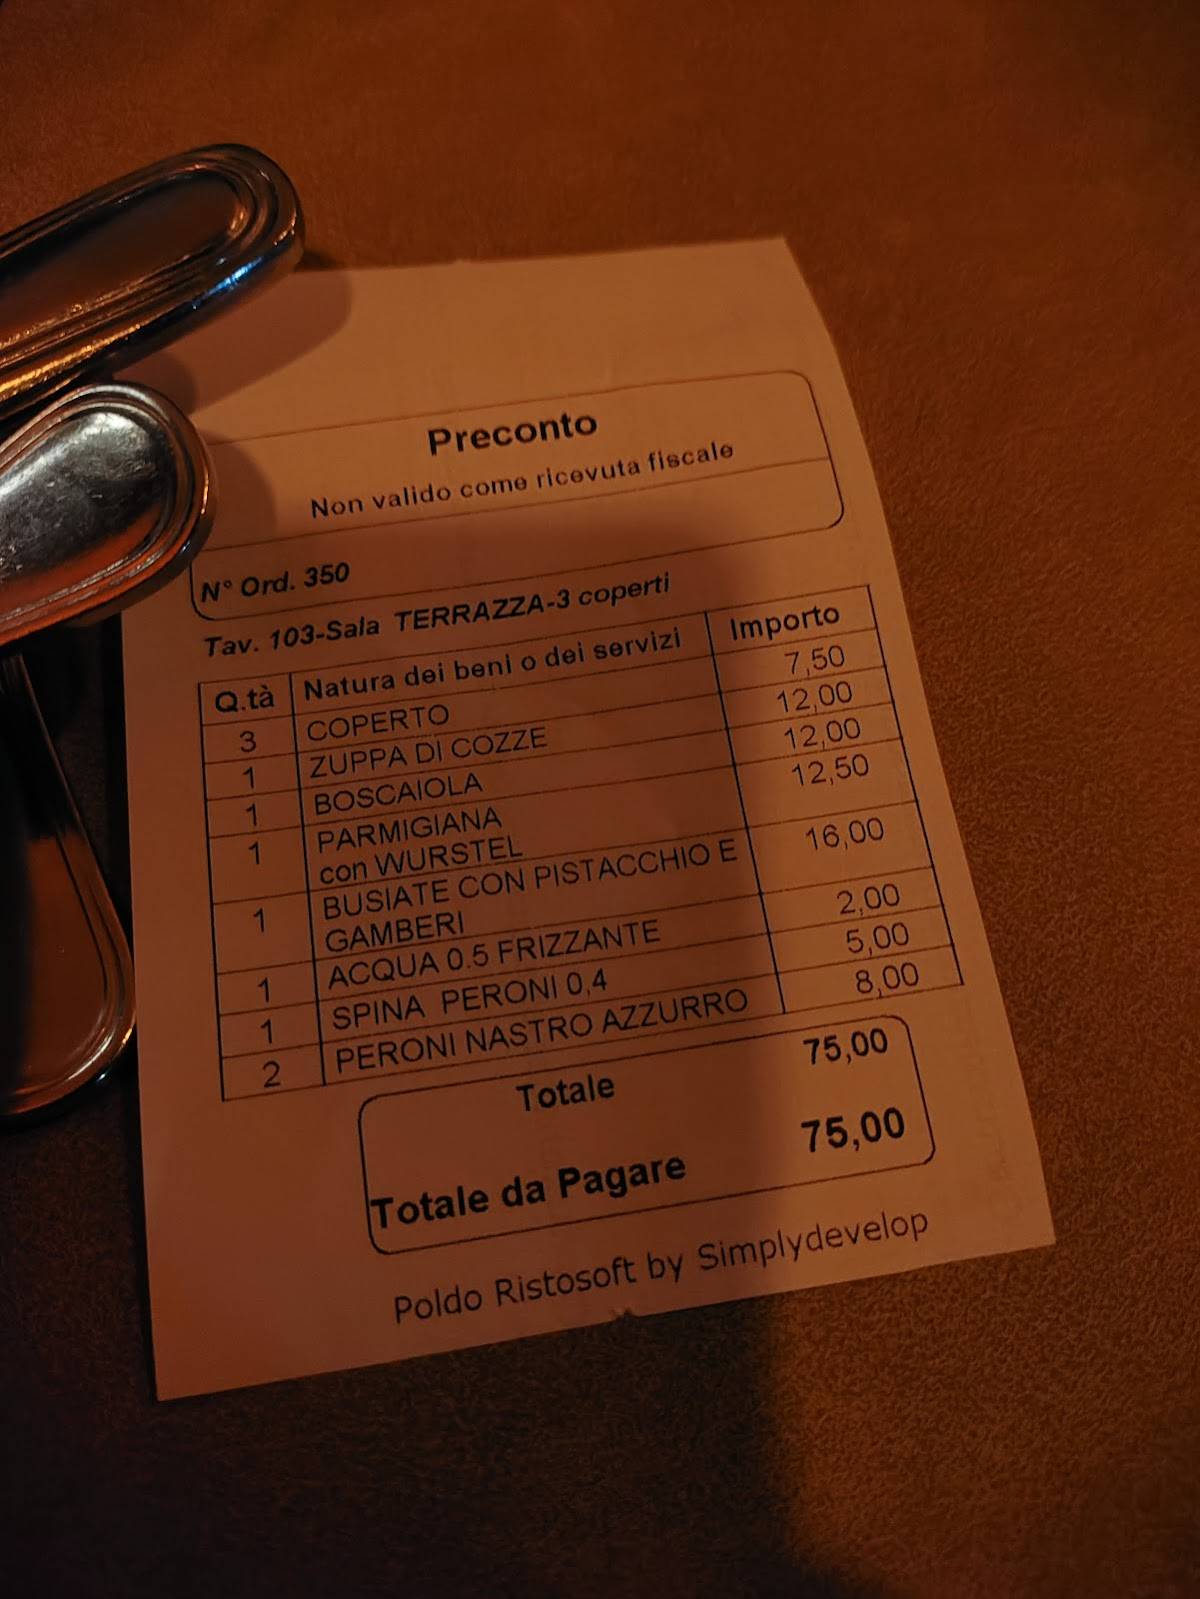 Preconto
Non valido come ricevuta fiscale
N° Ord. 350
Tav. 103-Sala TERRAZZA-3 coperti
Q.tà Natura dei beni o dei servizi Importo
3 COPERTO 7,50
1 ZUPPA DI COZZE 12,00
1 BOSCAIOLA 12,00
1 PARMIGIANA 12,50
con WURSTEL
1 BUSIATE CON PISTACCHIO E 16,00
GAMBERI
1 ACQUA 0.5 FRIZZANTE 2,00
1 SPINA PERONI 0,4 5,00
2 PERONI NASTRO AZZURRO 8,00
Totale 75,00
Totale da Pagare 75,00
Poldo Ristosoft by Simplydevelop